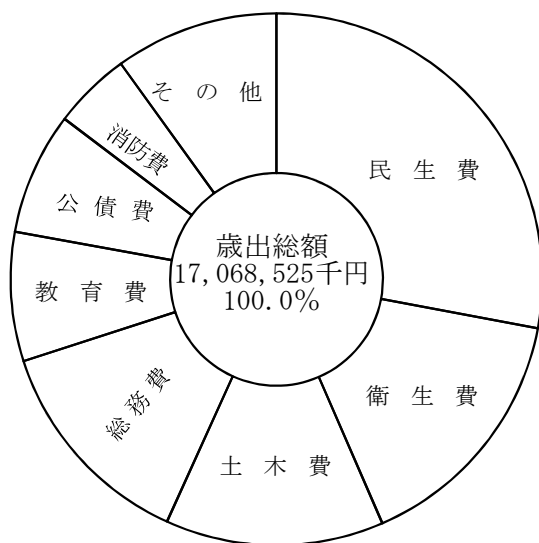 そ の 他
民 生 費
消防費
公 債 費
歳出総額
17,068,525千円
100.0%
教 育 費
総務費
衛 生 費
土 木 費